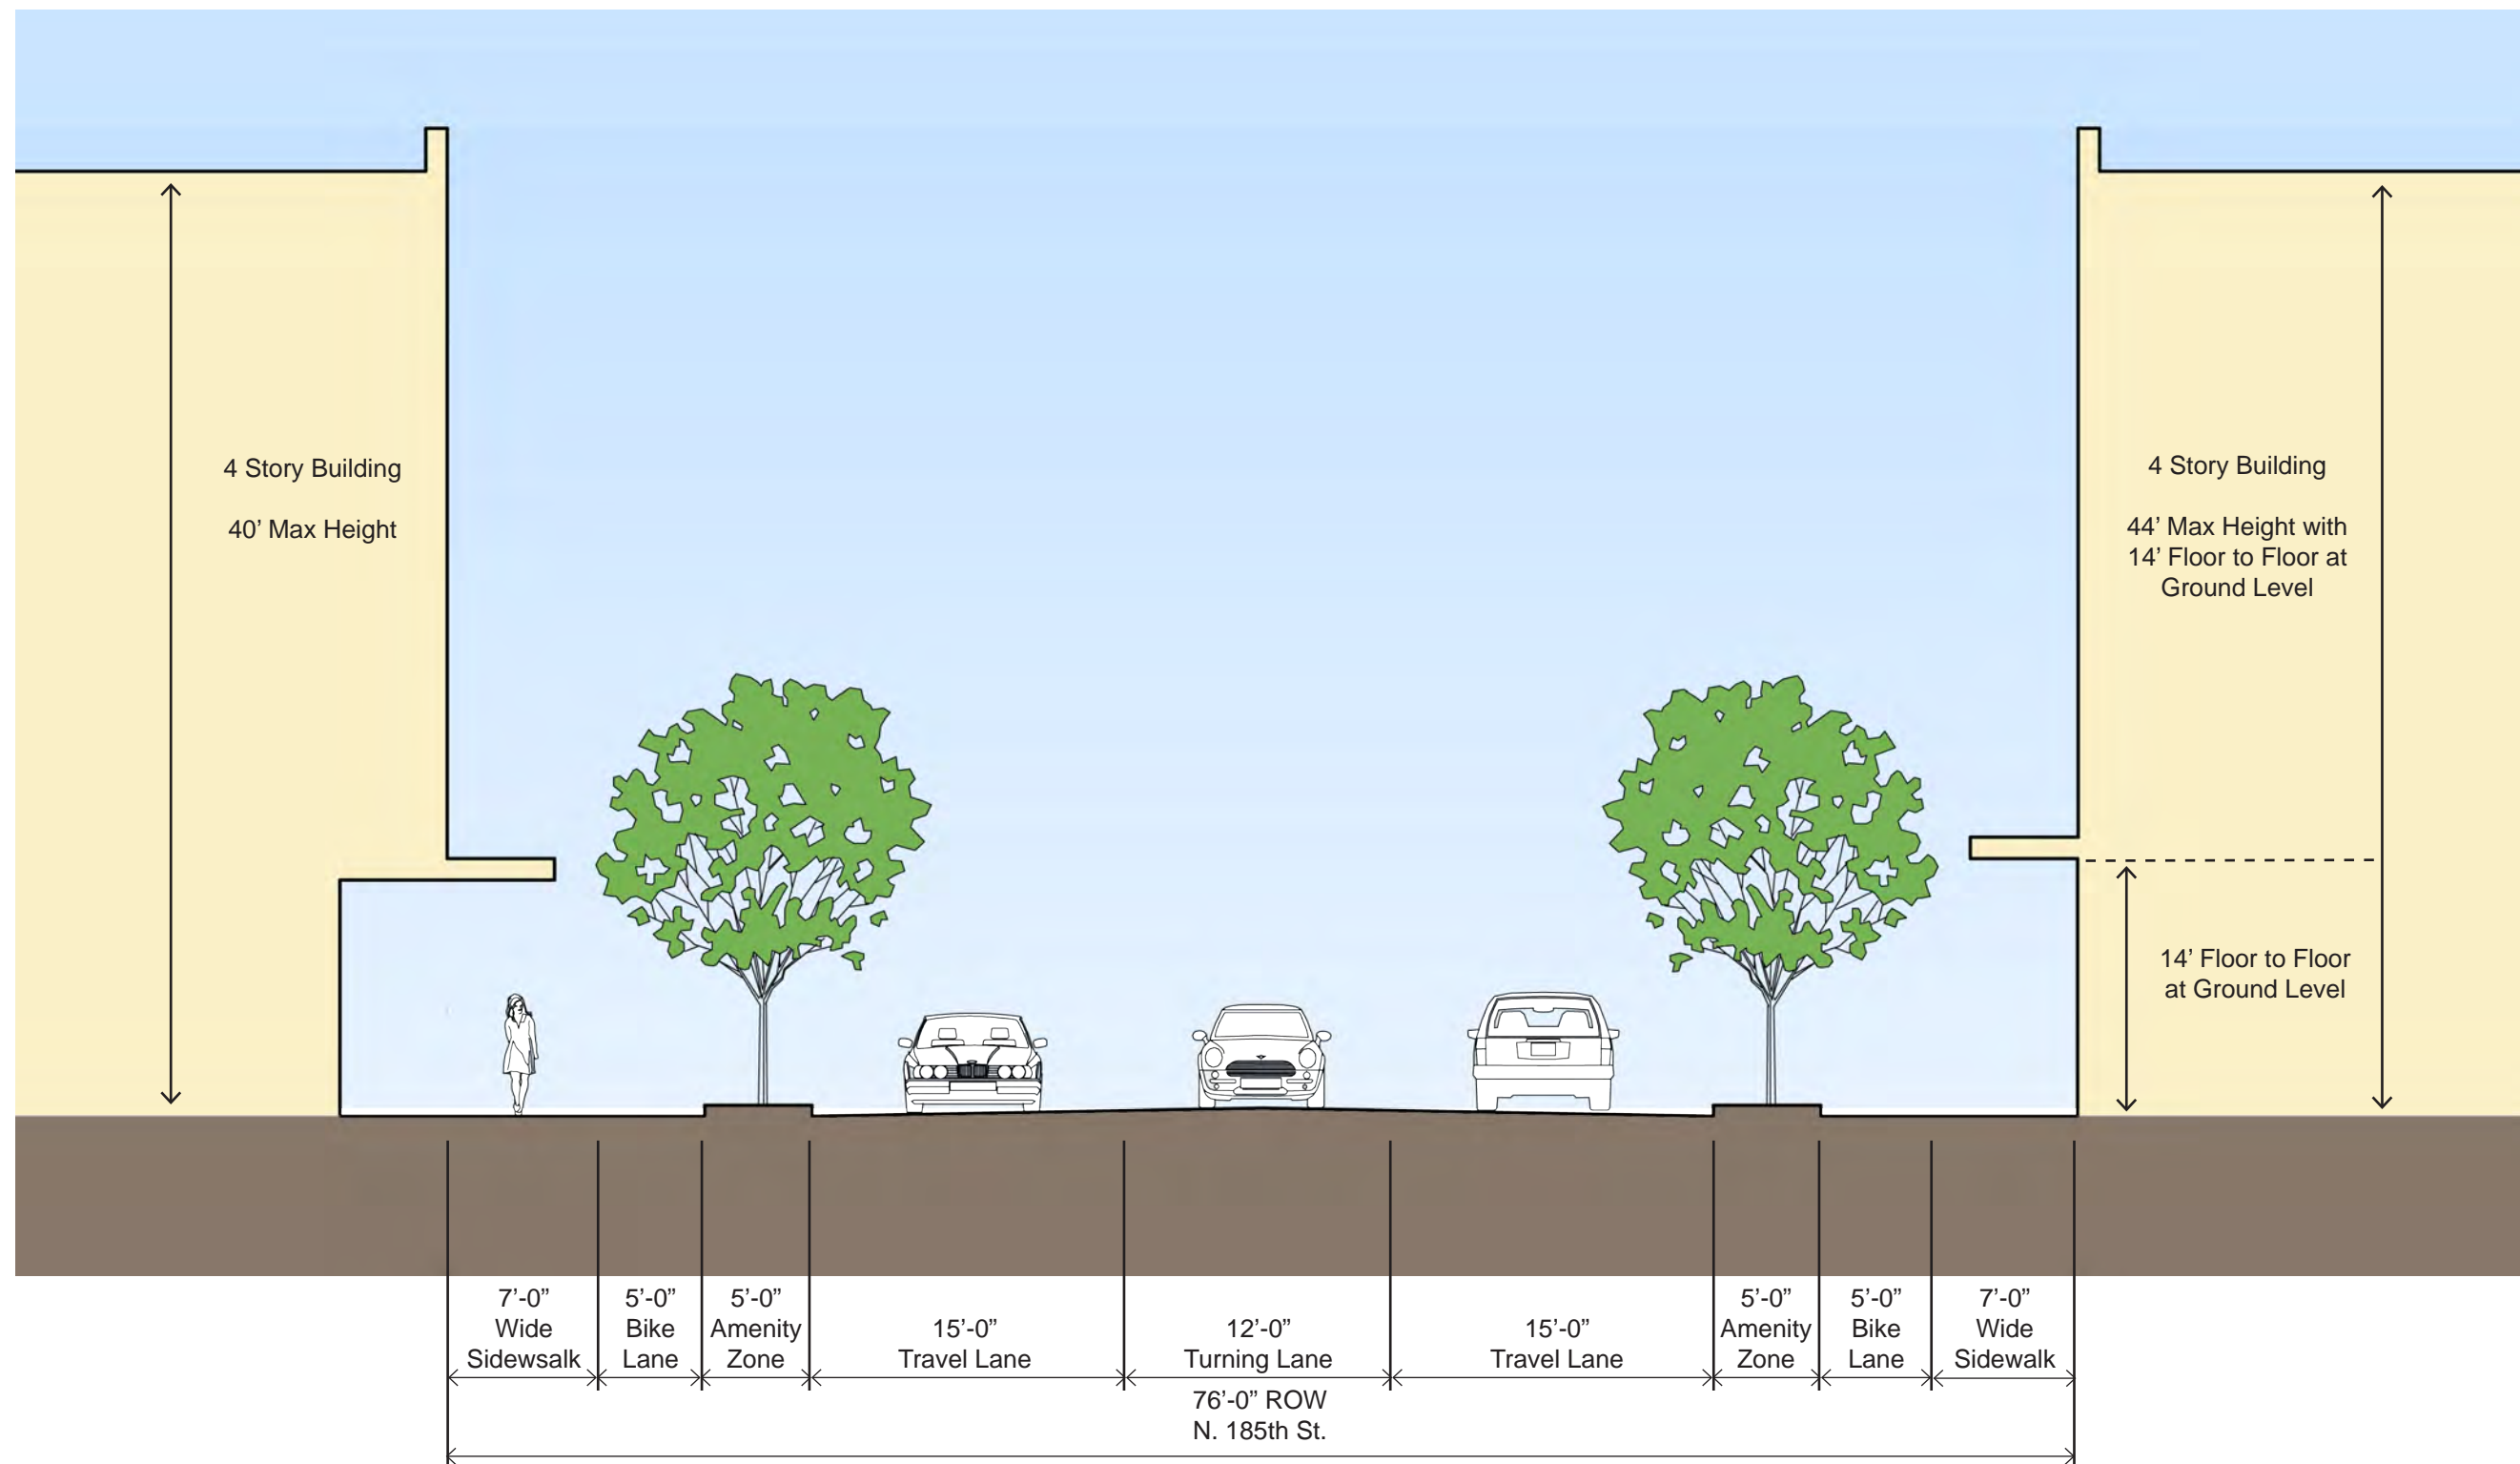 4 Story Building
40’ Max Height
4 Story Building
44’ Max Height with
14’ Floor to Floor at
Ground Level
14’ Floor to Floor
at Ground Level
7’-0”
Wide
Sidewsalk
5’-0”
Bike
Lane
5’-0”
Amenity
Zone
15’-0”
Travel Lane
12’-0”
Turning Lane
15’-0”
Travel Lane
5’-0”
Amenity
Zone
5’-0”
Bike
Lane
7’-0”
Wide
Sidewalk
76’-0” ROW
N. 185th St.